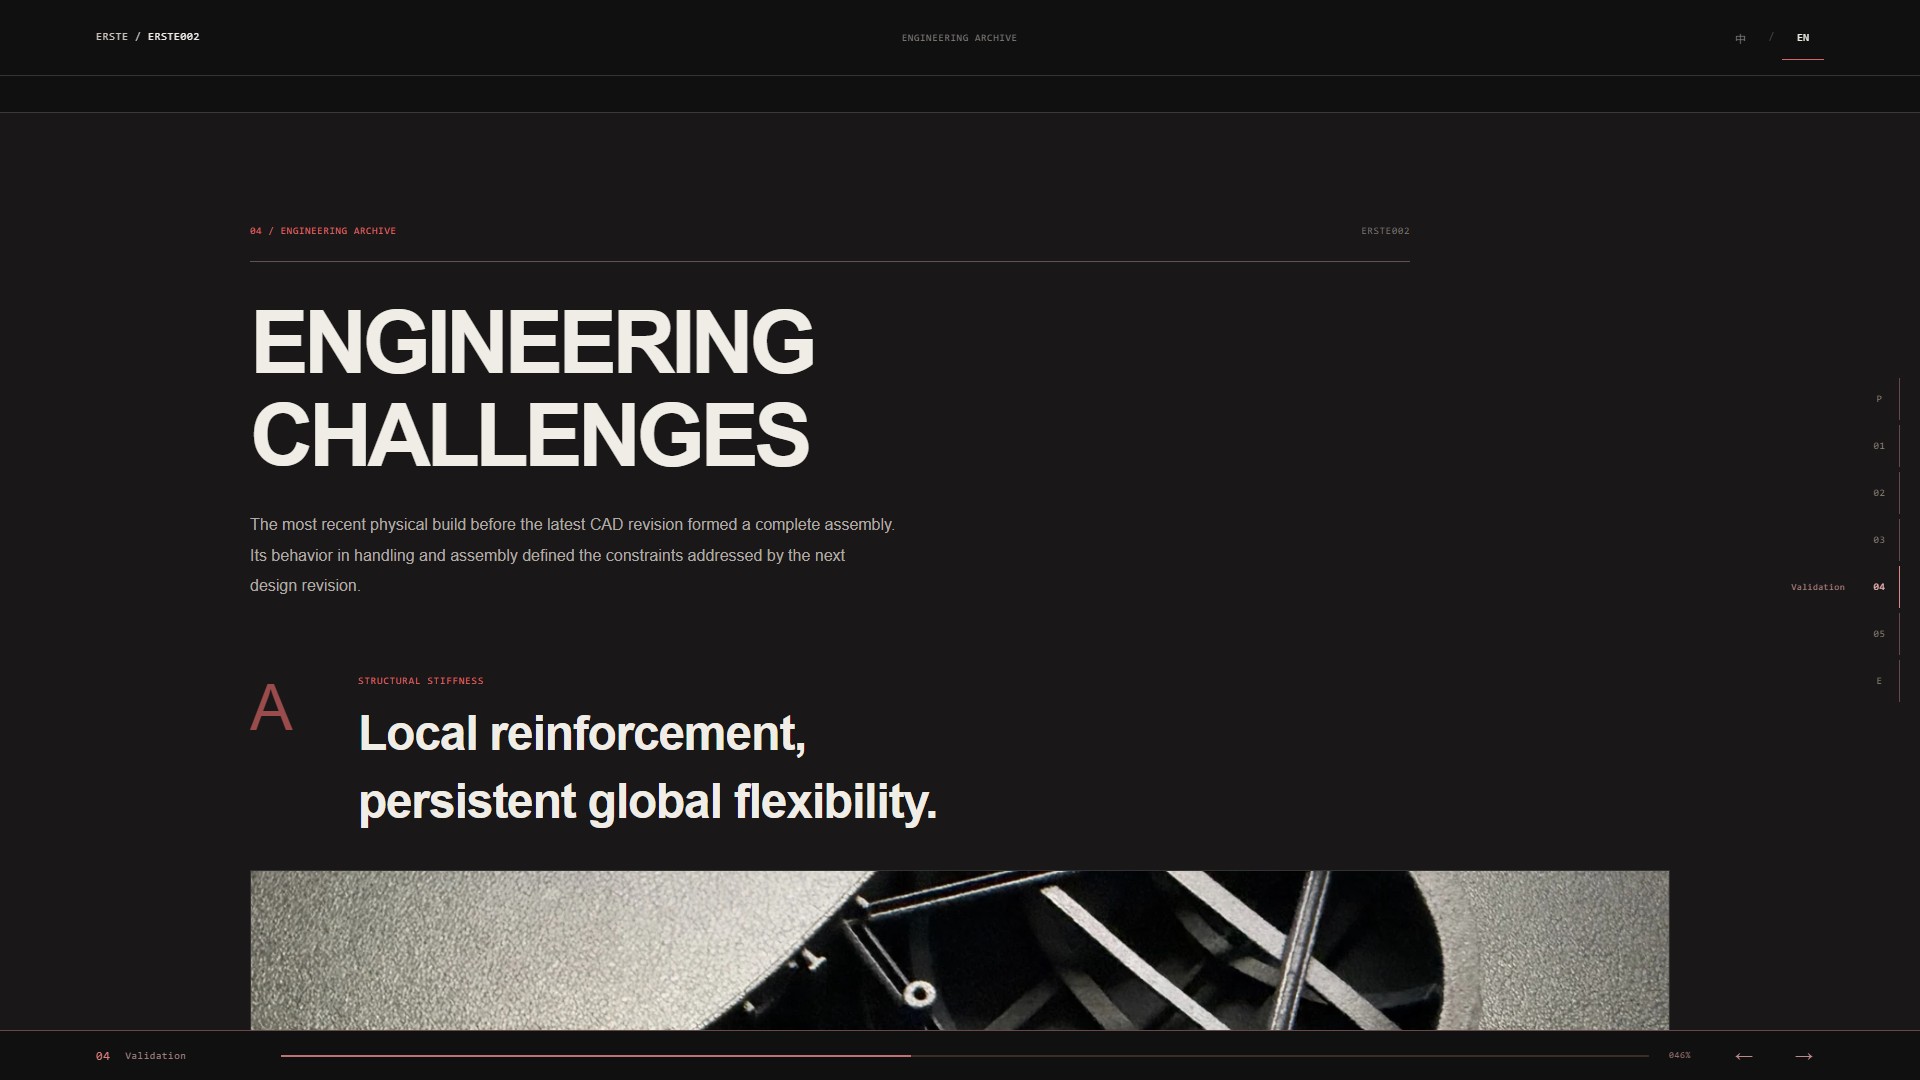 ERSTE / ERSTE002
ENGINEERING ARCHIVE
中 / EN
04 / ENGINEERING ARCHIVE
ERSTE002
ENGINEERING
CHALLENGES
The most recent physical build before the latest CAD revision formed a complete assembly.
Its behavior in handling and assembly defined the constraints addressed by the next
design revision.
A
STRUCTURAL STIFFNESS
Local reinforcement,
persistent global flexibility.
P
01
02
03
Validation 04
05
E
04 Validation
046%
← →